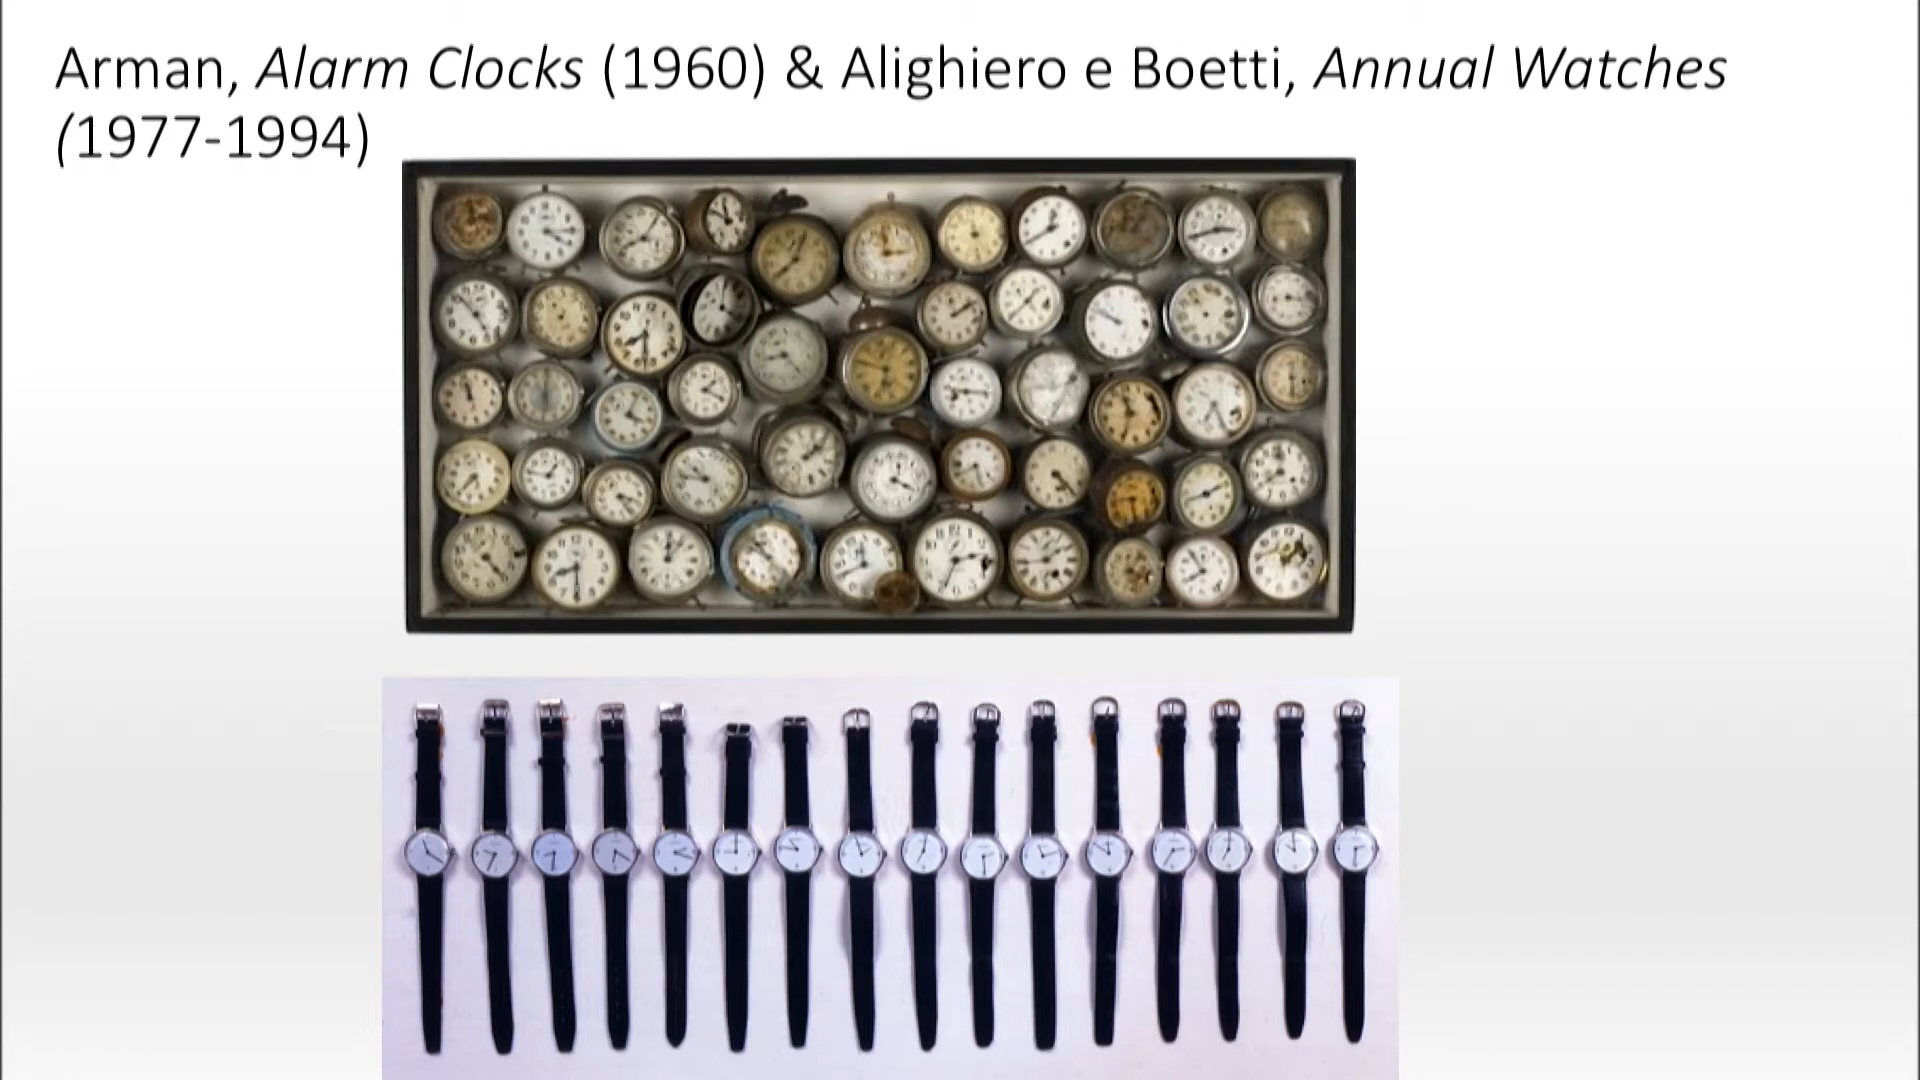 Arman, Alarm Clocks (1960) & Alighiero e Boetti, Annual Watches
(1977-1994)